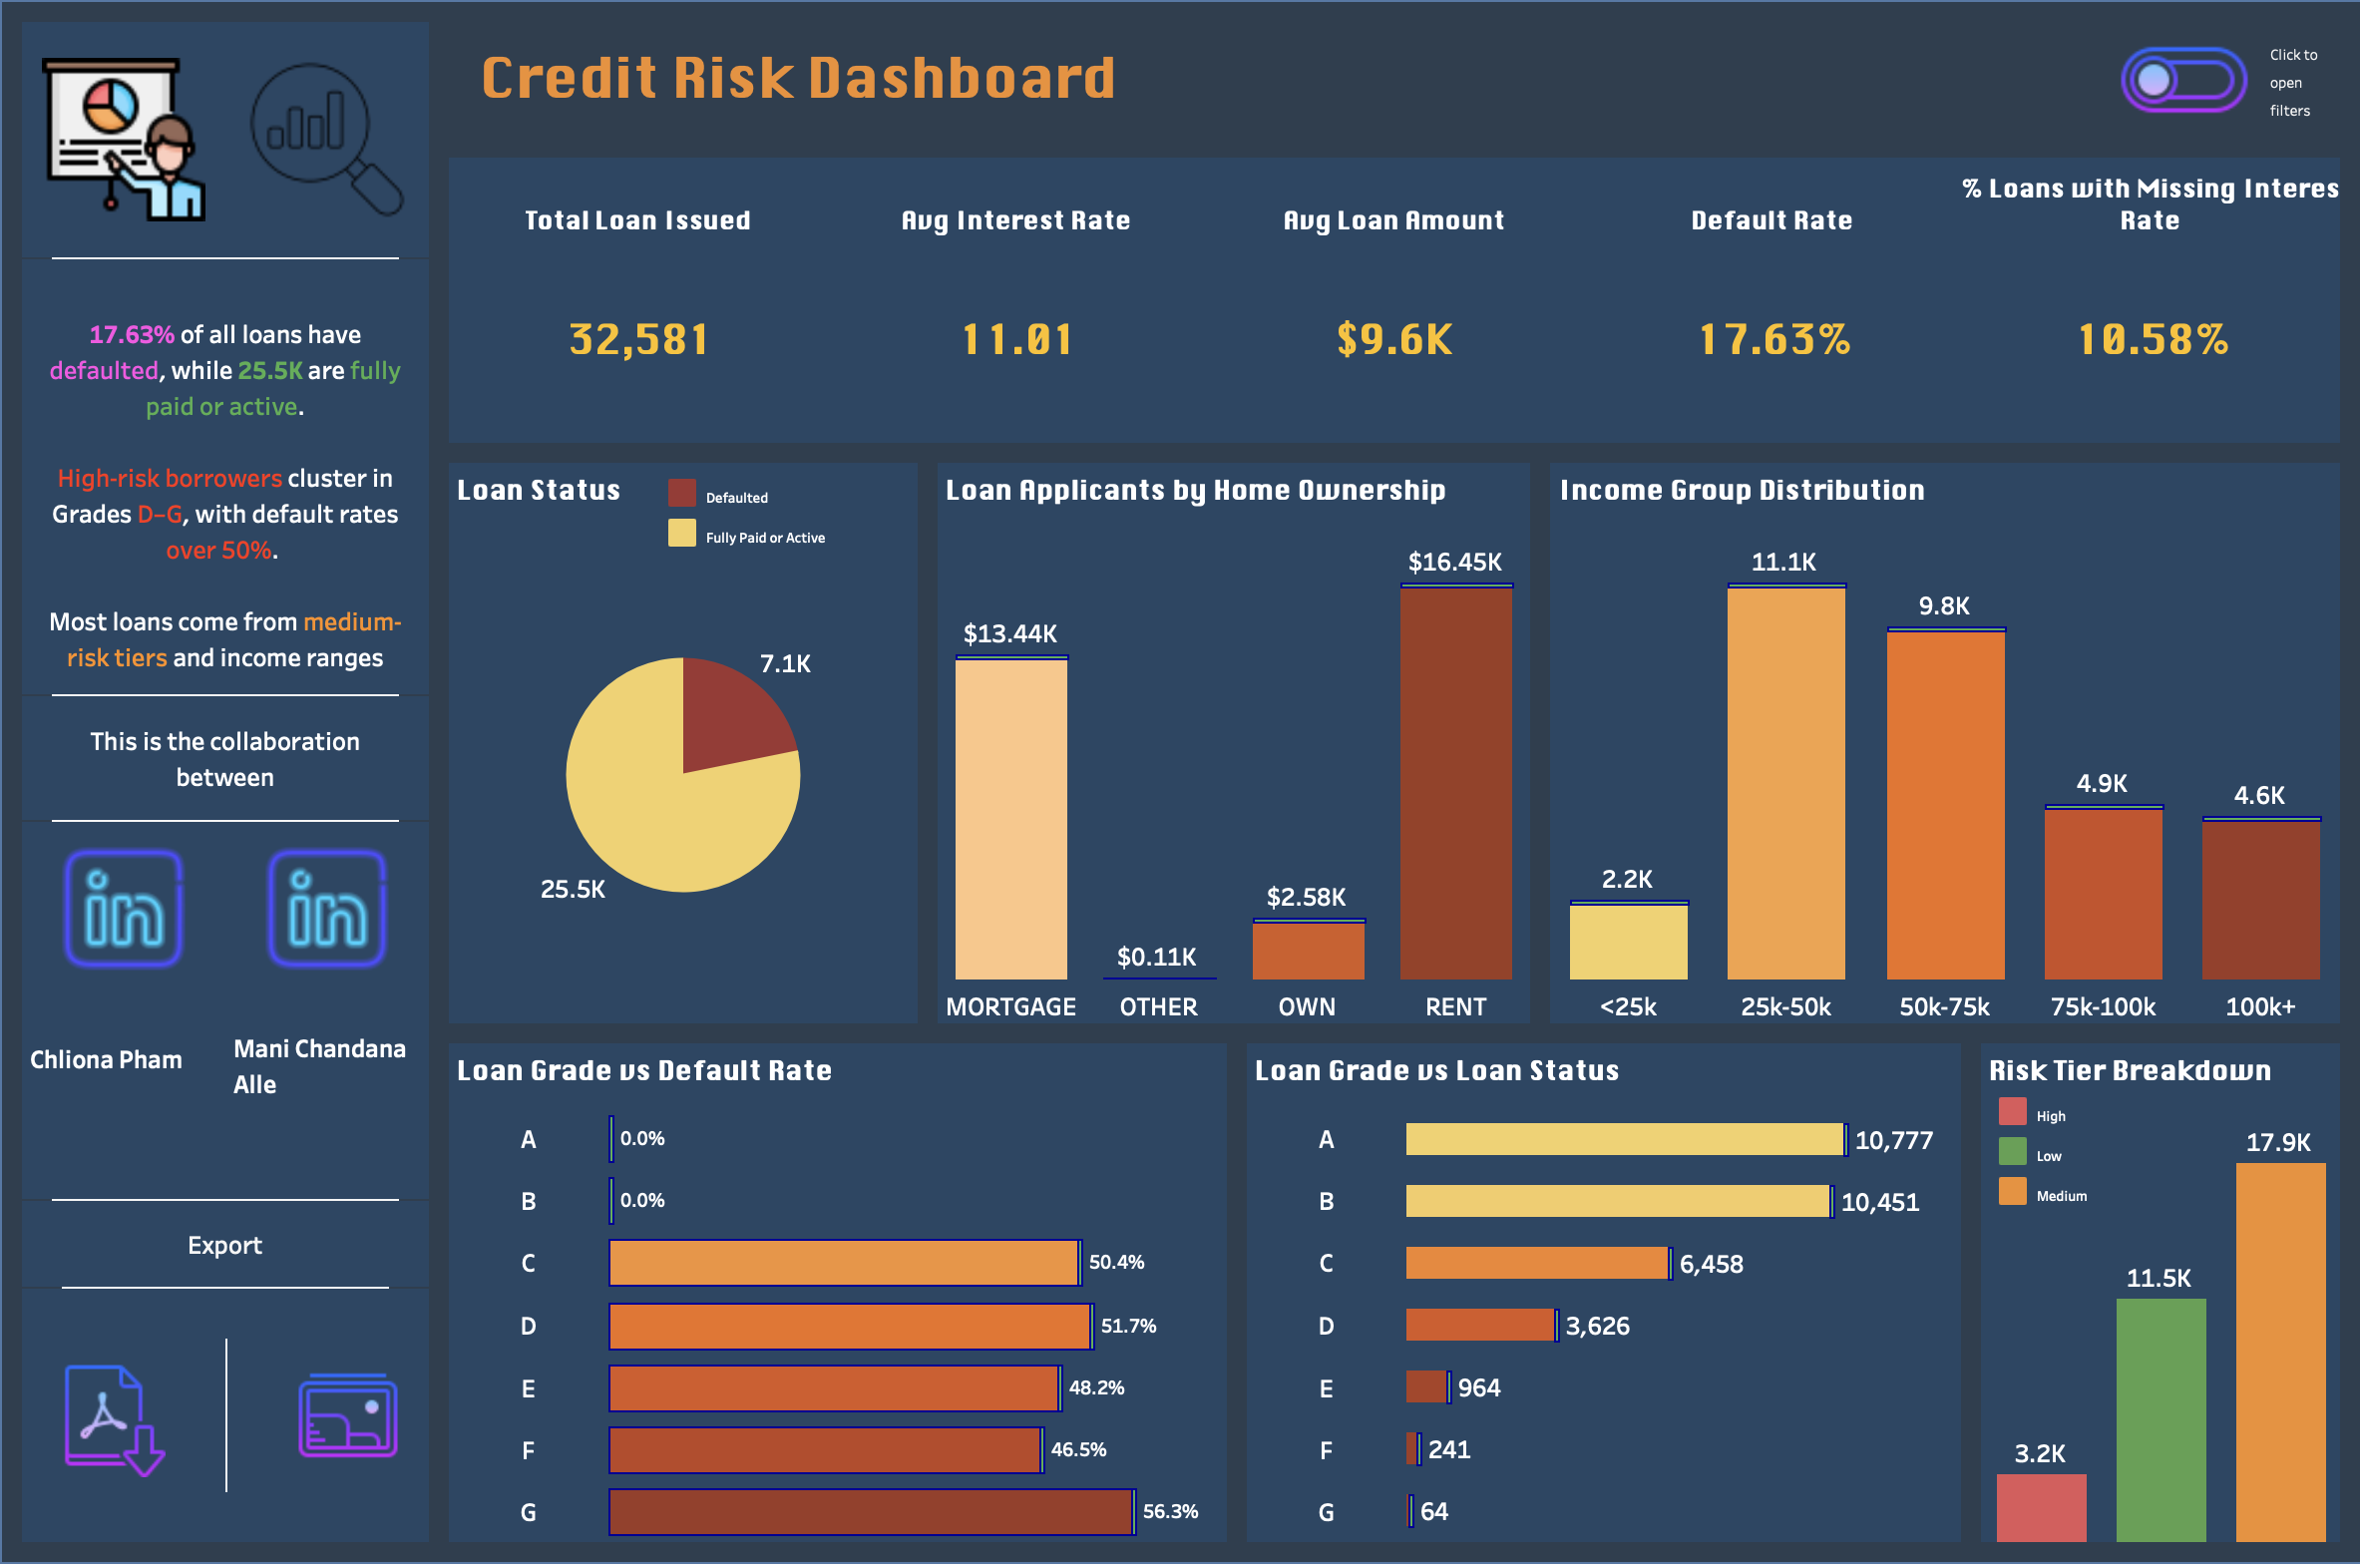 Credit Risk Dashboard
Click to
open
filters
17.63% of all loans have
defaulted, while 25.5K are fully
paid or active.
High-risk borrowers cluster in
Grades D–G, with default rates
over 50%.
Most loans come from medium-
risk tiers and income ranges
This is the collaboration
between
Chliona Pham
Mani Chandana
Alle
Export
Total Loan Issued
32,581
Avg Interest Rate
11.01
Avg Loan Amount
$9.6K
Default Rate
17.63%
% Loans with Missing Interes
Rate
10.58%
Loan Status
Defaulted
Fully Paid or Active
7.1K
25.5K
Loan Applicants by Home Ownership
$13.44K
$0.11K
$2.58K
$16.45K
MORTGAGE
OTHER
OWN
RENT
Income Group Distribution
2.2K
11.1K
9.8K
4.9K
4.6K
<25k
25k-50k
50k-75k
75k-100k
100k+
Loan Grade vs Default Rate
A 0.0%
B 0.0%
C 50.4%
D 51.7%
E 48.2%
F 46.5%
G 56.3%
Loan Grade vs Loan Status
A 10,777
B 10,451
C 6,458
D 3,626
E 964
F 241
G 64
Risk Tier Breakdown
High
Low
Medium
3.2K
11.5K
17.9K
in
in